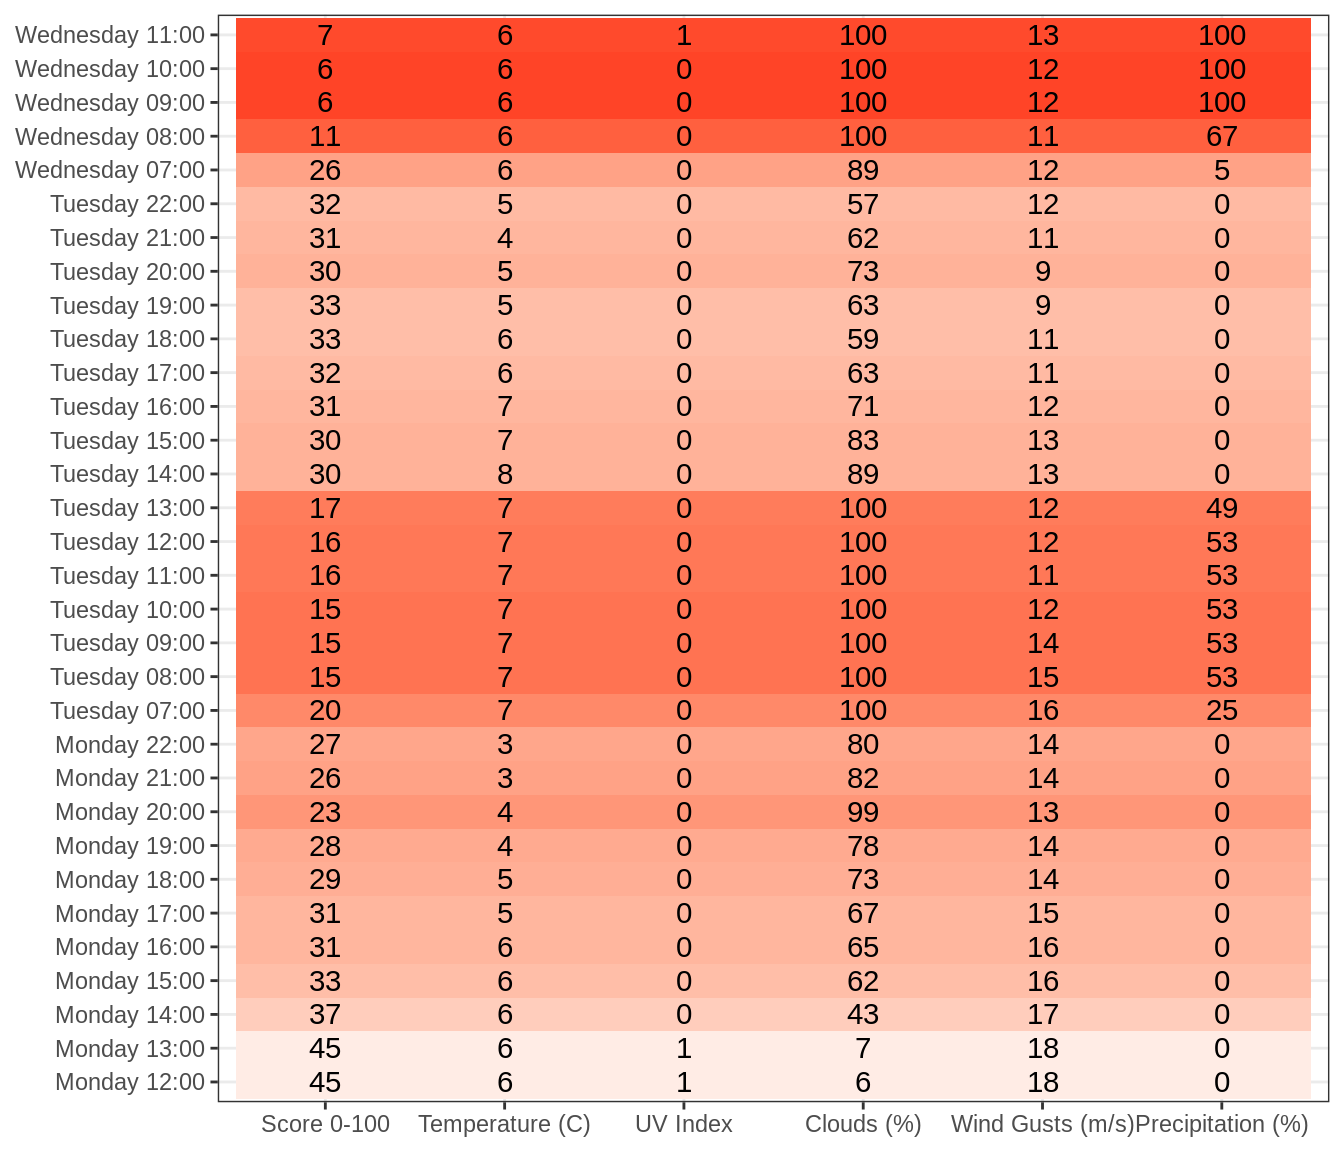 Wednesday 11:00 7 6 1 100 13 100
Wednesday 10:00 6 6 0 100 12 100
Wednesday 09:00 6 6 0 100 12 100
Wednesday 08:00 11 6 0 100 11 67
Wednesday 07:00 26 6 0 89 12 5
Tuesday 22:00 32 5 0 57 12 0
Tuesday 21:00 31 4 0 62 11 0
Tuesday 20:00 30 5 0 73 9 0
Tuesday 19:00 33 5 0 63 9 0
Tuesday 18:00 33 6 0 59 11 0
Tuesday 17:00 32 6 0 63 11 0
Tuesday 16:00 31 7 0 71 12 0
Tuesday 15:00 30 7 0 83 13 0
Tuesday 14:00 30 8 0 89 13 0
Tuesday 13:00 17 7 0 100 12 49
Tuesday 12:00 16 7 0 100 12 53
Tuesday 11:00 16 7 0 100 11 53
Tuesday 10:00 15 7 0 100 12 53
Tuesday 09:00 15 7 0 100 14 53
Tuesday 08:00 15 7 0 100 15 53
Tuesday 07:00 20 7 0 100 16 25
Monday 22:00 27 3 0 80 14 0
Monday 21:00 26 3 0 82 14 0
Monday 20:00 23 4 0 99 13 0
Monday 19:00 28 4 0 78 14 0
Monday 18:00 29 5 0 73 14 0
Monday 17:00 31 5 0 67 15 0
Monday 16:00 31 6 0 65 16 0
Monday 15:00 33 6 0 62 16 0
Monday 14:00 37 6 0 43 17 0
Monday 13:00 45 6 1 7 18 0
Monday 12:00 45 6 1 6 18 0
Score 0-100 Temperature (C) UV Index Clouds (%) Wind Gusts (m/s) Precipitation (%)